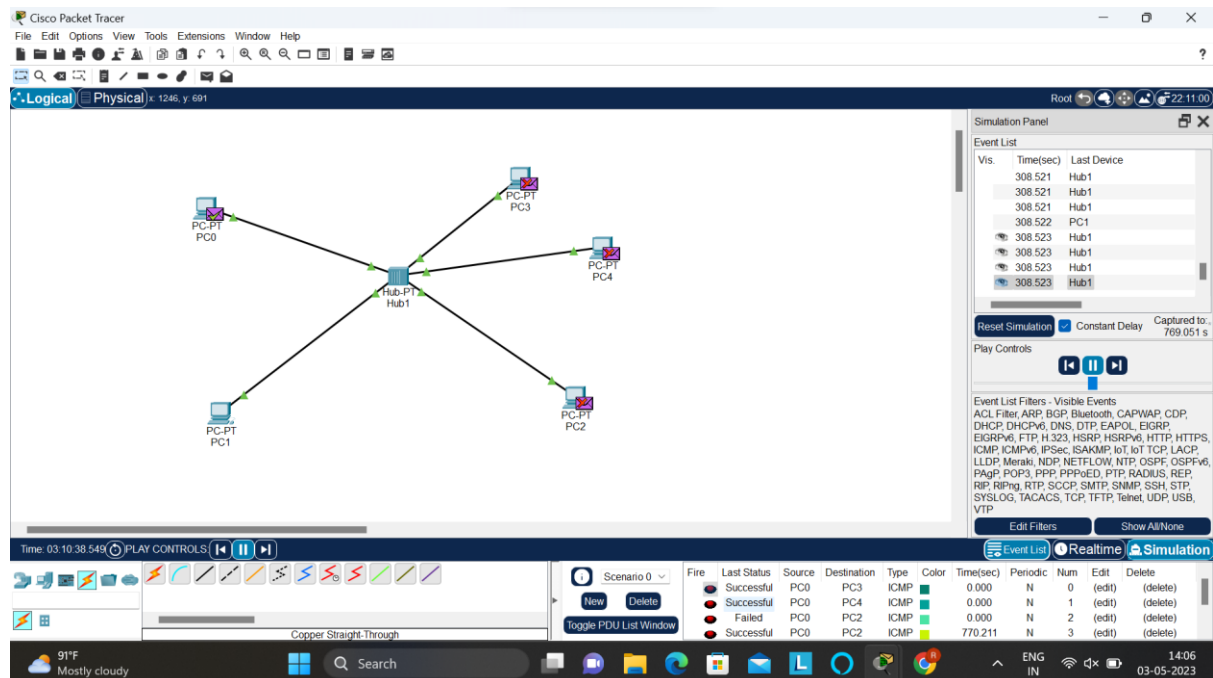 Cisco Packet Tracer
File Edit Options View Tools Extensions Window Help
?
Logical Physical x: 1246, y: 691 Root 22:11:00
PC-PT
PC0
PC-PT
PC3
PC-PT
PC4
Hub-PT
Hub1
PC-PT
PC1
PC-PT
PC2
Simulation Panel
Event List
Vis. Time(sec) Last Device
308.521 Hub1
308.521 Hub1
308.521 Hub1
308.522 PC1
308.523 Hub1
308.523 Hub1
308.523 Hub1
308.523 Hub1
Reset Simulation Constant Delay Captured to:
769.051 s
Play Controls
Event List Filters - Visible Events
ACL Filter, ARP, BGP, Bluetooth, CAPWAP, CDP,
DHCP, DHCPv6, DNS, DTP, EAPOL, EIGRP,
EIGRPv6, FTP, H.323, HSRP, HSRPv6, HTTP, HTTPS,
ICMP, ICMPv6, IPSec, ISAKMP, IoT, IoT TCP, LACP,
LLDP, Meraki, NDP, NETFLOW, NTP, OSPF, OSPFv6,
PAgP, POP3, PPP, PPPoED, PTP, RADIUS, REP,
RIP, RIPng, RTP, SCCP, SMTP, SNMP, SSH, STP,
SYSLOG, TACACS, TCP, TFTP, Telnet, UDP, USB,
VTP
Edit Filters Show All/None
Time: 03:10:38.549 PLAY CONTROLS: Event List Realtime Simulation
Copper Straight-Through
Scenario 0
New Delete
Toggle PDU List Window
Fire Last Status Source Destination Type Color Time(sec) Periodic Num Edit Delete
Successful PC0 PC3 ICMP 0.000 N 0 (edit) (delete)
Successful PC0 PC4 ICMP 0.000 N 1 (edit) (delete)
Failed PC0 PC2 ICMP 0.000 N 2 (edit) (delete)
Successful PC0 PC2 ICMP 770.211 N 3 (edit) (delete)
91°F
Mostly cloudy
Search
ENG
IN
14:06
03-05-2023